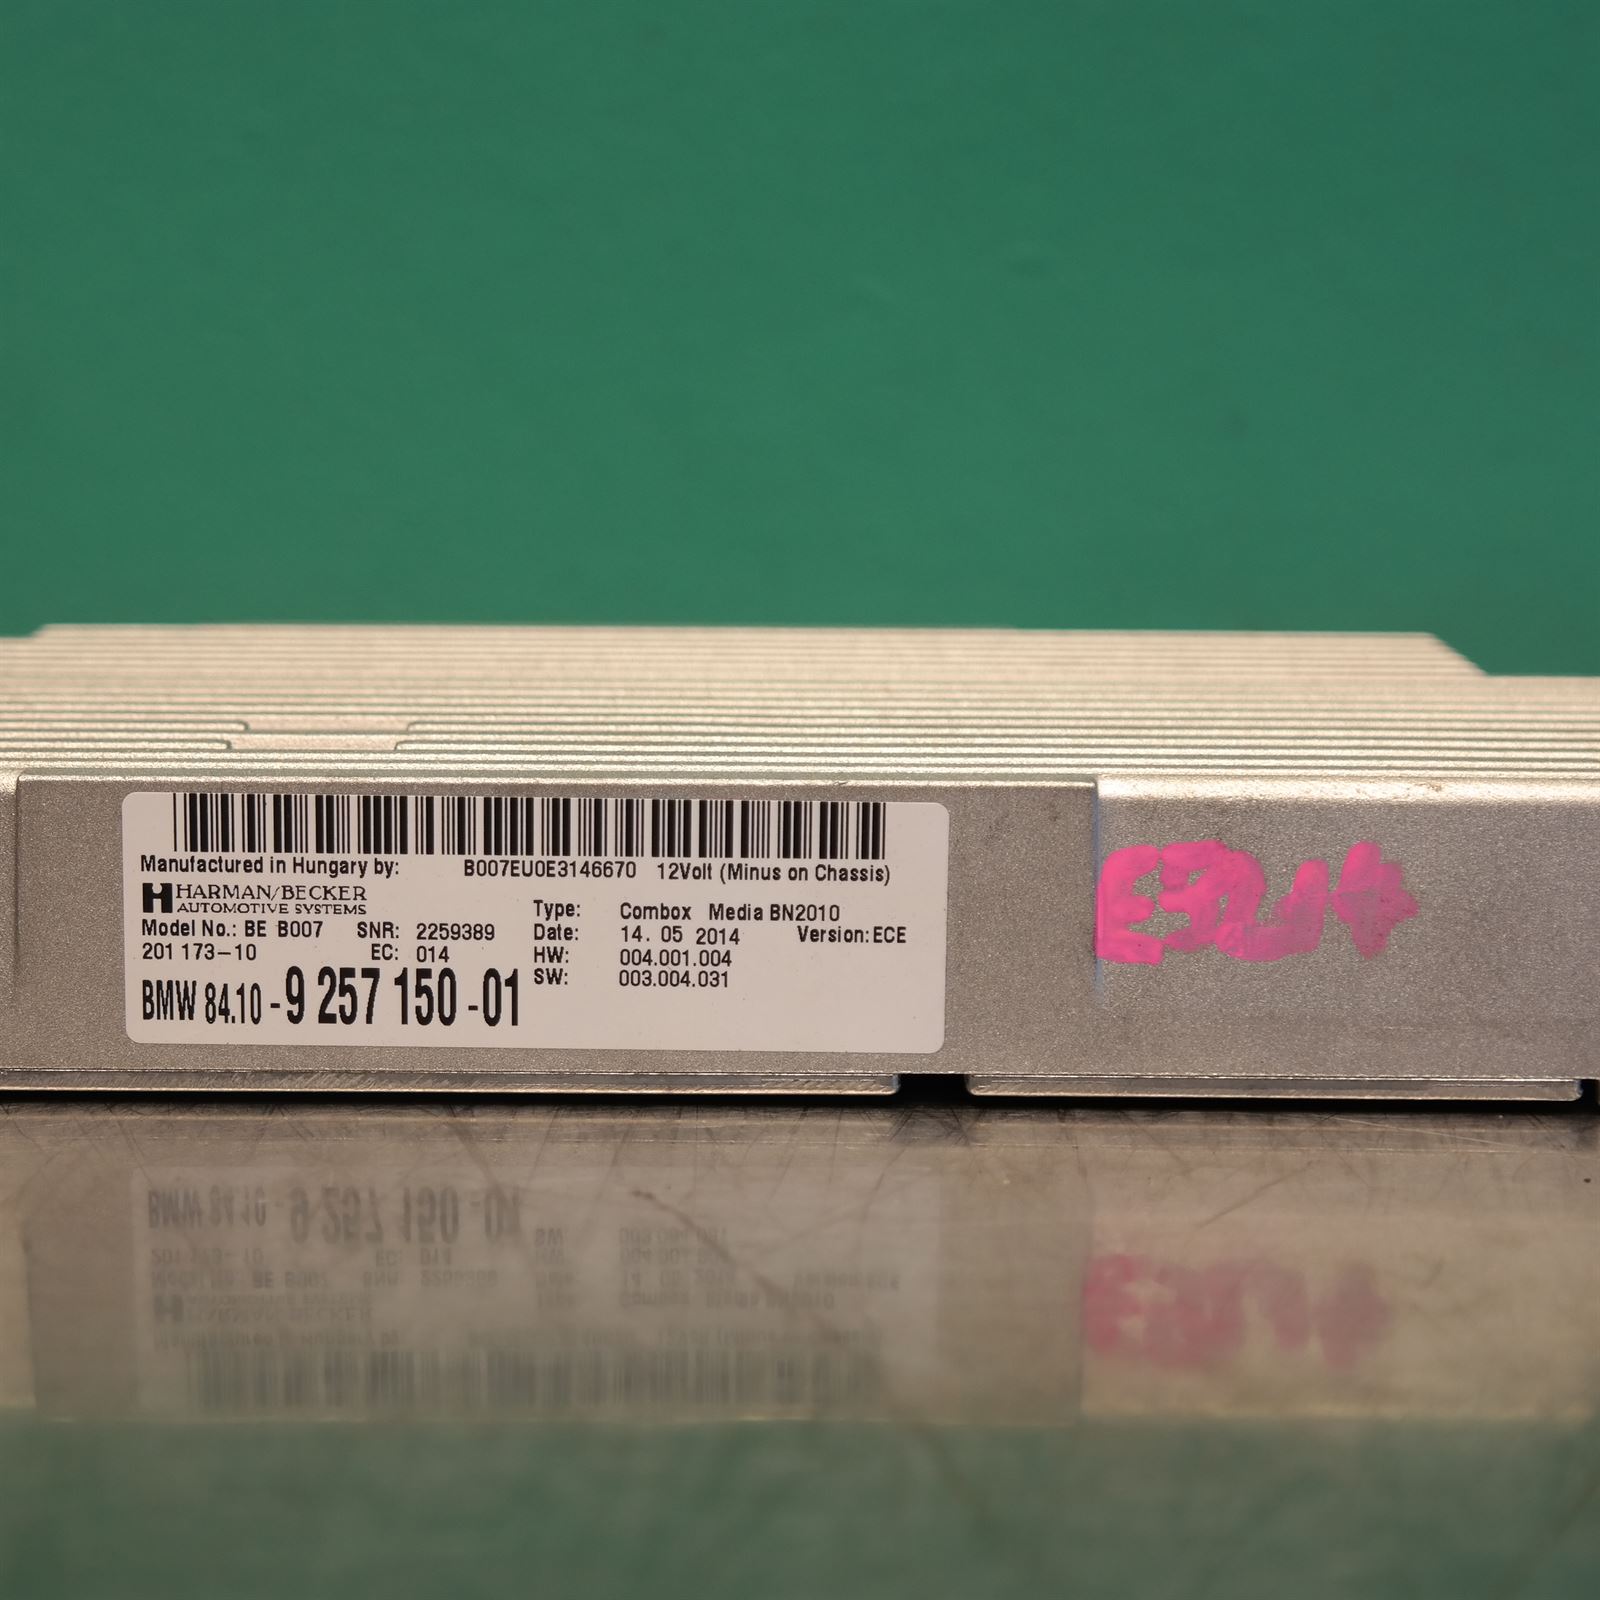 Manufactured in Hungary by: B007EU0E3146670 12Volt (Minus on Chassis)
HARMAN/BECKER
AUTOMOTIVE SYSTEMS
Type: Combox Media BN2010
Model No.: BE B007 SNR: 2259389 Date: 14. 05 2014 Version: ECE
201 173-10 EC: 014 HW: 004.001.004
SW: 003.004.031
BMW 84.10 - 9 257 150 - 01